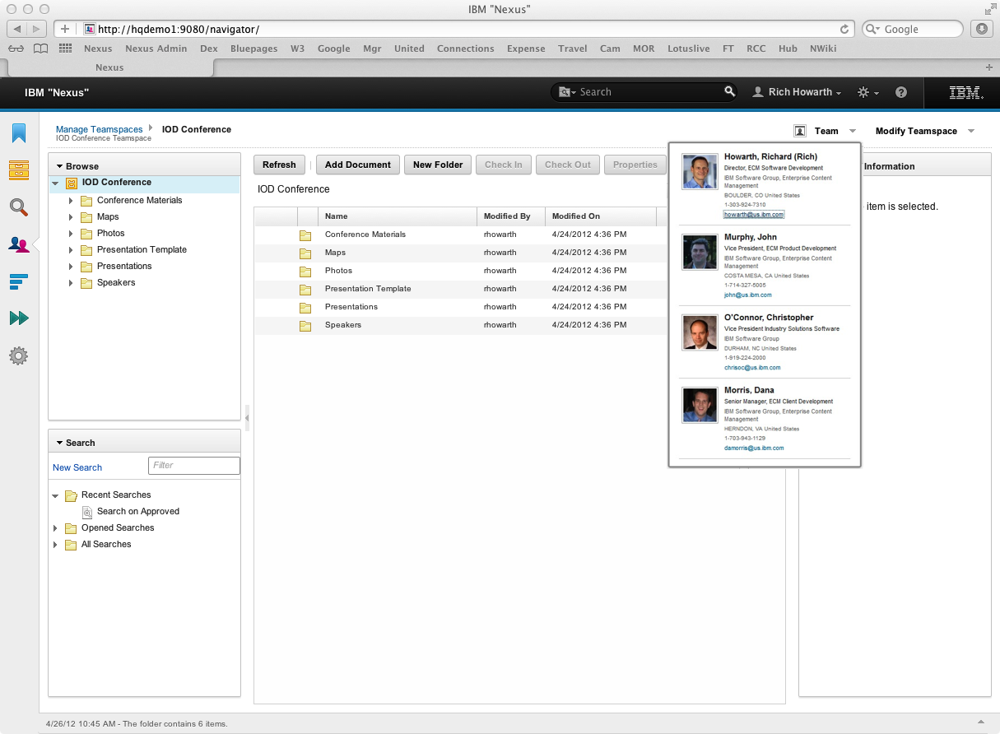 IBM "Nexus"
http://hqdemo1:9080/navigator/
Google
Nexus Nexus Admin Dex Bluepages W3 Google Mgr United Connections Expense Travel Cam MOR Lotuslive FT RCC Hub NWiki
Nexus
IBM "Nexus"
Search
Rich Howarth
?
IBM
Manage Teamspaces IOD Conference
IOD Conference Teamspace
Team
Modify Teamspace
Browse
IOD Conference
Conference Materials
Maps
Photos
Presentation Template
Presentations
Speakers
Search
New Search
Filter
Recent Searches
Search on Approved
Opened Searches
All Searches
Refresh Add Document New Folder Check In Check Out Properties
IOD Conference
Name Modified By Modified On
Conference Materials rhowarth 4/24/2012 4:36 PM
Maps rhowarth 4/24/2012 4:36 PM
Photos rhowarth 4/24/2012 4:36 PM
Presentation Template rhowarth 4/24/2012 4:36 PM
Presentations rhowarth 4/24/2012 4:36 PM
Speakers rhowarth 4/24/2012 4:36 PM
Howarth, Richard (Rich)
Director, ECM Software Development
IBM Software Group, Enterprise Content
Management
BOULDER, CO United States
1-303-924-7310
howarth@us.ibm.com
Murphy, John
Vice President, ECM Product Development
IBM Software Group, Enterprise Content
Management
COSTA MESA, CA United States
1-714-327-5005
john@us.ibm.com
O'Connor, Christopher
Vice President Industry Solutions Software
IBM Software Group
DURHAM, NC United States
1-919-224-2000
chrisoc@us.ibm.com
Morris, Dana
Senior Manager, ECM Client Development
IBM Software Group, Enterprise Content
Management
HERNDON, VA United States
1-703-943-1129
damorris@us.ibm.com
Information
item is selected.
4/26/12 10:45 AM - The folder contains 6 items.